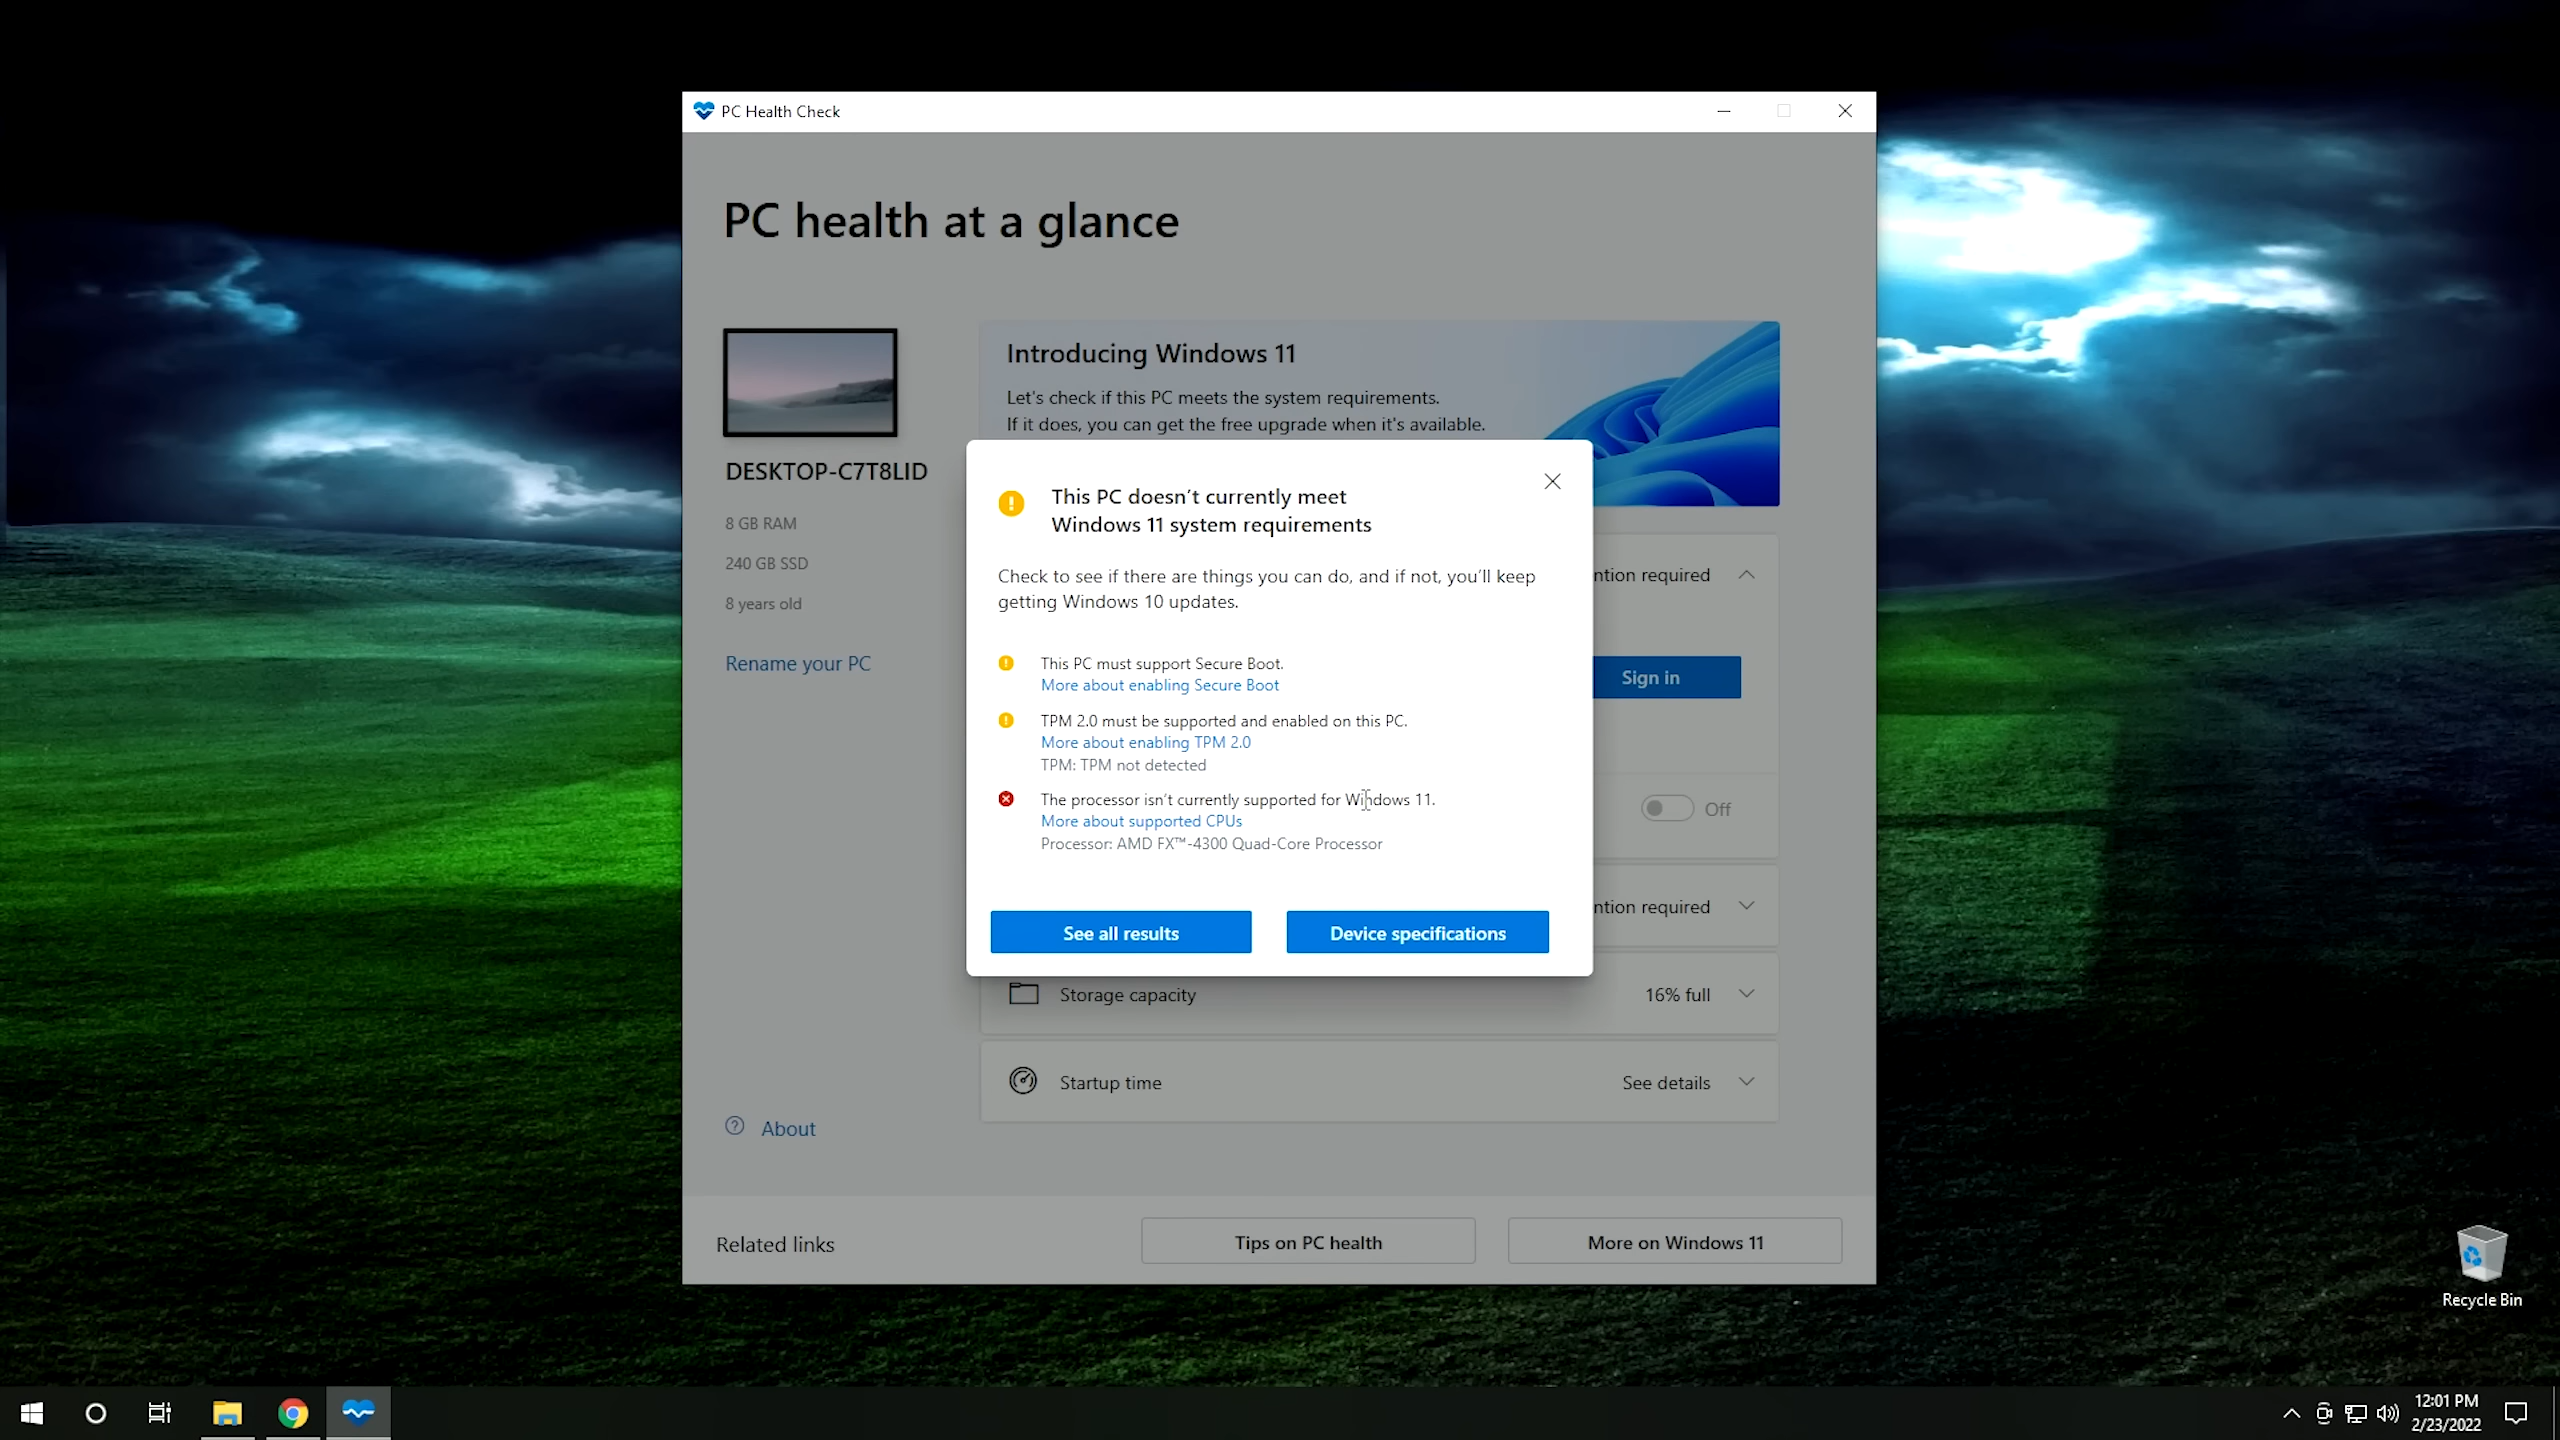 PC Health Check
PC health at a glance
DESKTOP-C7T8LID
8 GB RAM
240 GB SSD
8 years old
Rename your PC
About
Introducing Windows 11
Let's check if this PC meets the system requirements.
If it does, you can get the free upgrade when it's available.
This PC doesn't currently meet
Windows 11 system requirements
Check to see if there are things you can do, and if not, you'll keep
getting Windows 10 updates.
This PC must support Secure Boot.
More about enabling Secure Boot
TPM 2.0 must be supported and enabled on this PC.
More about enabling TPM 2.0
TPM: TPM not detected
The processor isn't currently supported for Windows 11.
More about supported CPUs
Processor: AMD FX™-4300 Quad-Core Processor
See all results
Device specifications
required
Sign in
Off
required
Storage capacity
16% full
Startup time
See details
Related links
Tips on PC health
More on Windows 11
Recycle Bin
12:01 PM
2/23/2022